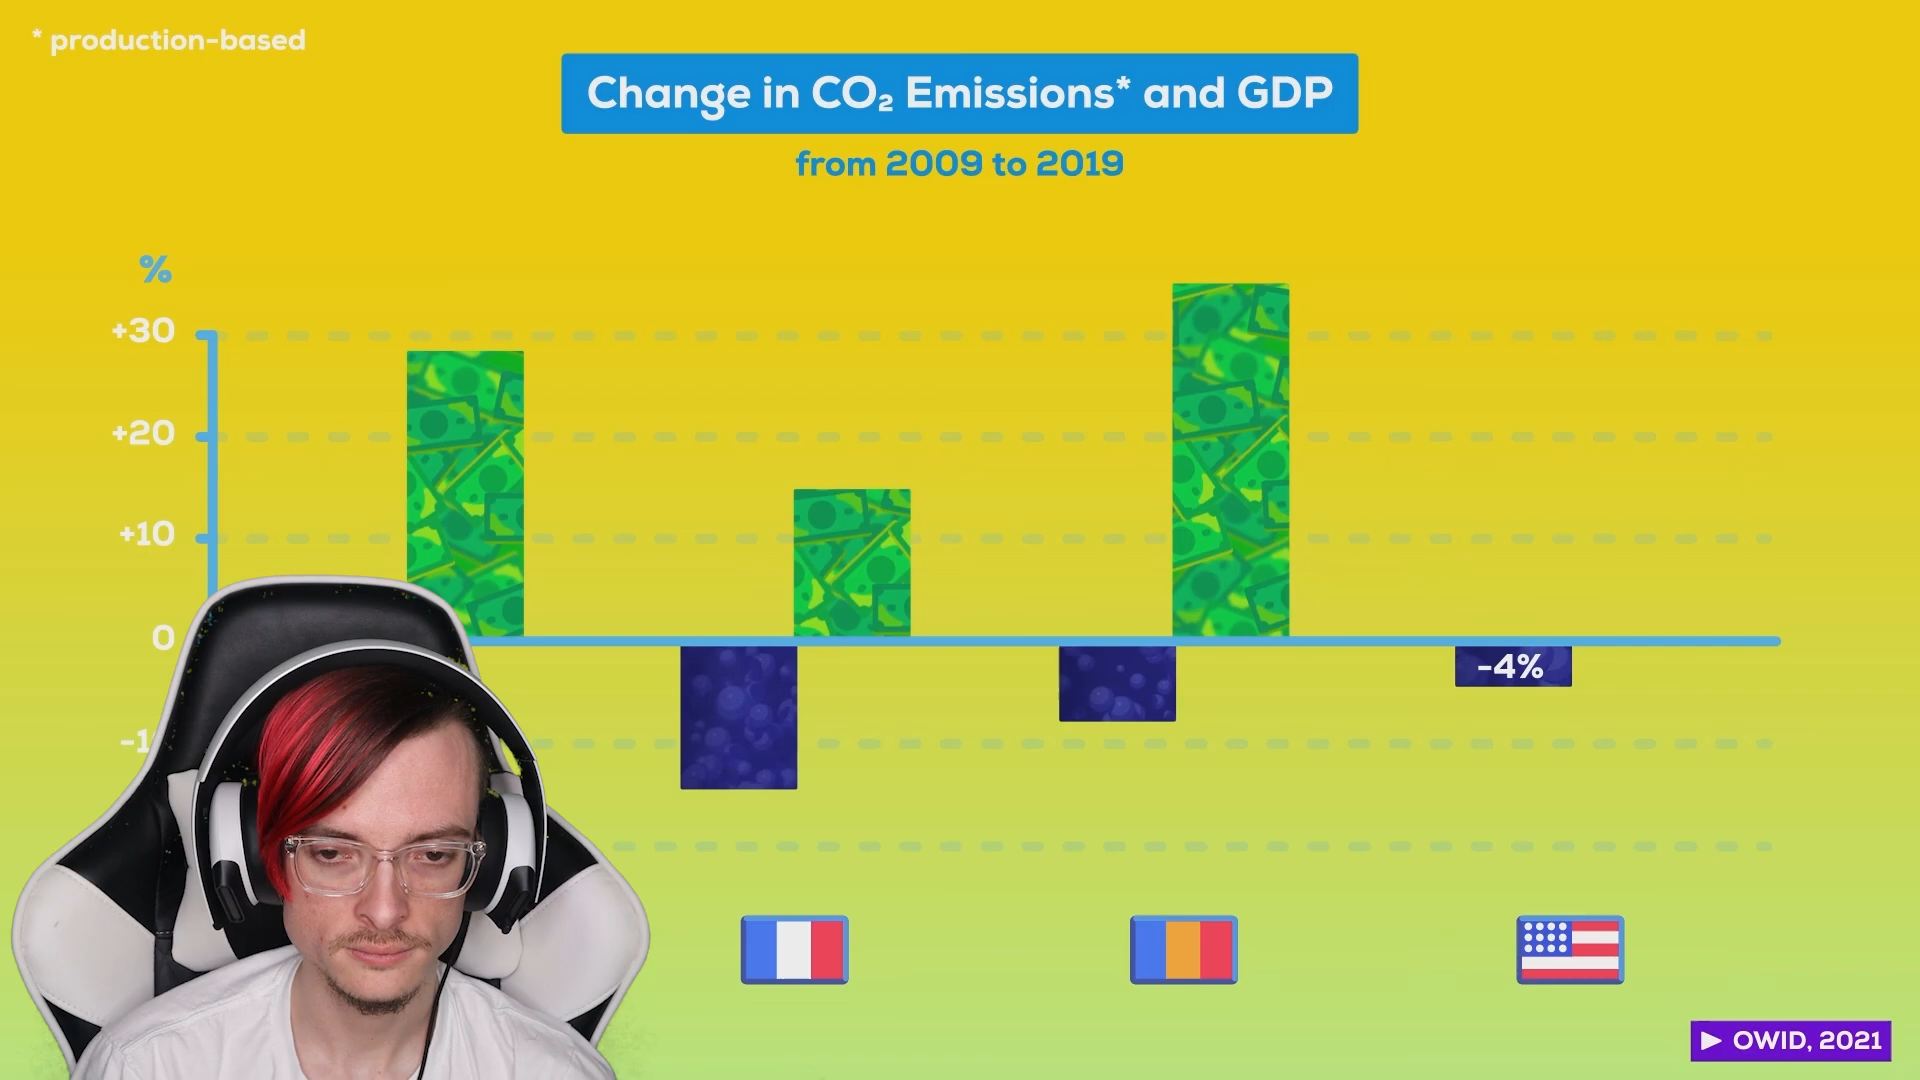 * production-based
Change in CO₂ Emissions* and GDP
from 2009 to 2019
%
+30
+20
+10
0
-4%
OWID, 2021